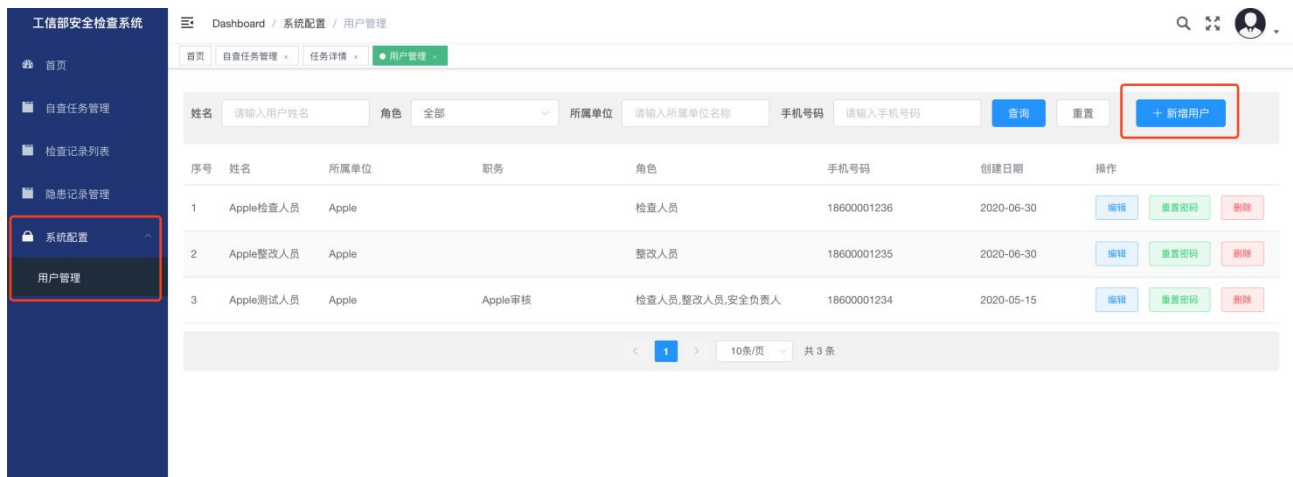 工信部安全检查系统
Dashboard / 系统配置 / 用户管理
首页 自查任务管理 × 任务详情 × 用户管理 ×
首页
自查任务管理
检查记录列表
隐患记录管理
系统配置
用户管理
姓名 请输入用户姓名 角色 全部 所属单位 请输入所属单位名称 手机号码 请输入手机号码 查询 重置 + 新增用户
序号 姓名 所属单位 职务 角色 手机号码 创建日期 操作
1 Apple检查人员 Apple 检查人员 18600001236 2020-06-30 编辑 重置密码 删除
2 Apple整改人员 Apple 整改人员 18600001235 2020-06-30 编辑 重置密码 删除
3 Apple测试人员 Apple Apple审核 检查人员,整改人员,安全负责人 18600001234 2020-05-15 编辑 重置密码 删除
< 1 > 10条/页 共 3 条